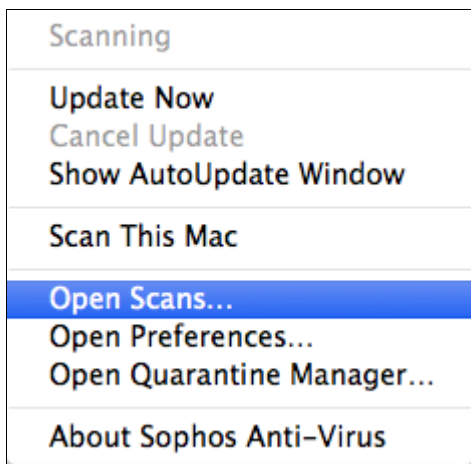 Scanning
Update Now
Cancel Update
Show AutoUpdate Window
Scan This Mac
Open Scans...
Open Preferences...
Open Quarantine Manager...
About Sophos Anti-Virus